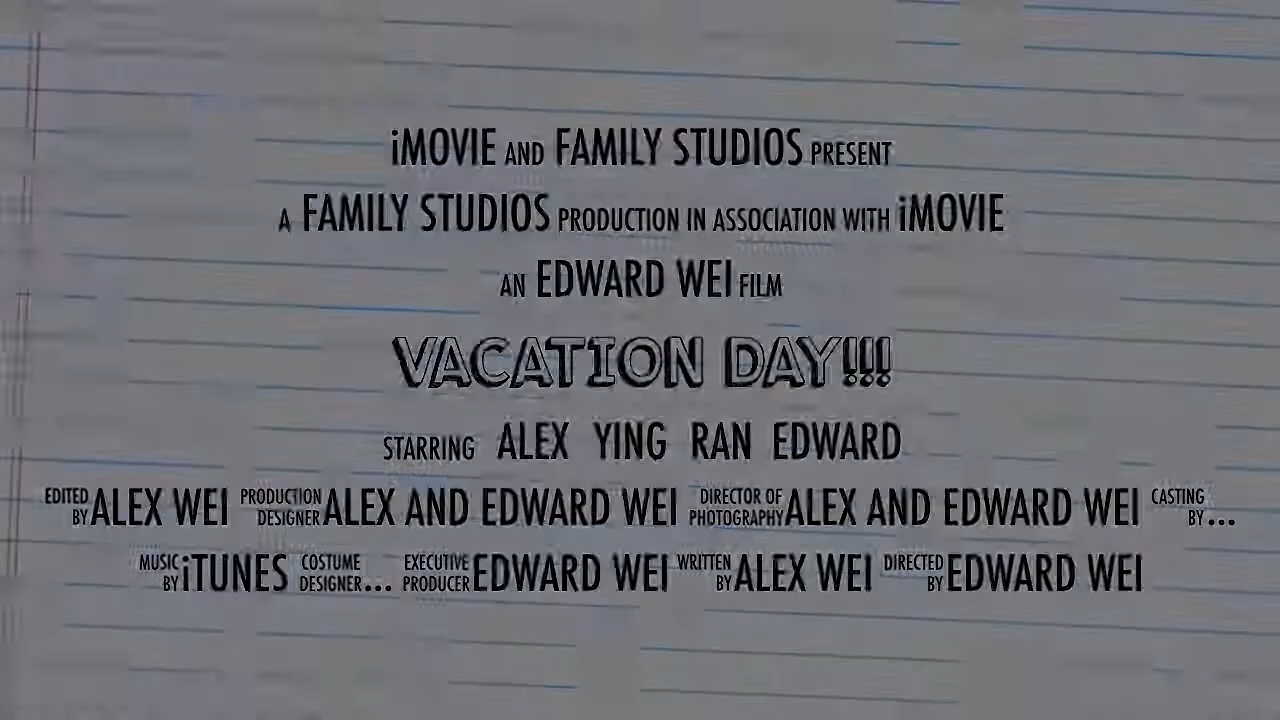 iMOVIE AND FAMILY STUDIOS PRESENT
A FAMILY STUDIOS PRODUCTION IN ASSOCIATION WITH iMOVIE
AN EDWARD WEI FILM
VACATION DAY!!!
STARRING ALEX YING RAN EDWARD
EDITED BY ALEX WEI PRODUCTION DESIGNER ALEX AND EDWARD WEI DIRECTOR OF PHOTOGRAPHY ALEX AND EDWARD WEI CASTING BY...
MUSIC BY iTUNES COSTUME DESIGNER... EXECUTIVE PRODUCER EDWARD WEI WRITTEN BY ALEX WEI DIRECTED BY EDWARD WEI